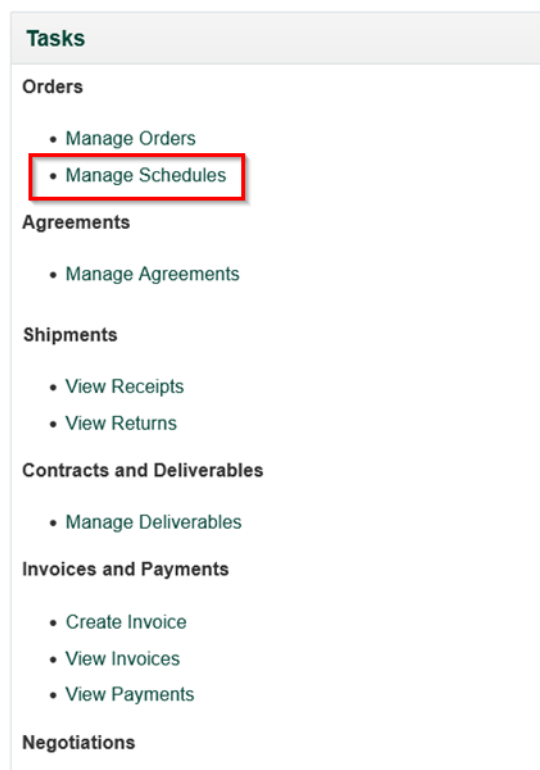 Tasks
Orders
• Manage Orders
• Manage Schedules
Agreements
• Manage Agreements
Shipments
• View Receipts
• View Returns
Contracts and Deliverables
• Manage Deliverables
Invoices and Payments
• Create Invoice
• View Invoices
• View Payments
Negotiations